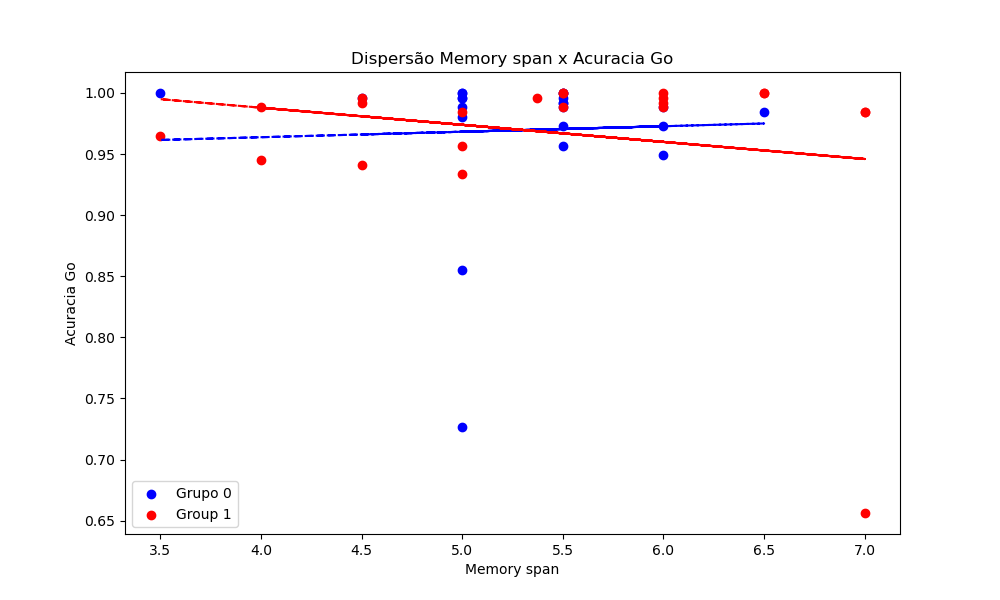 Dispersão Memory span x Acuracia Go
Acuracia Go
1.00
0.95
0.90
0.85
0.80
0.75
0.70
0.65
Grupo 0
Group 1
3.5 4.0 4.5 5.0 5.5 6.0 6.5 7.0
Memory span